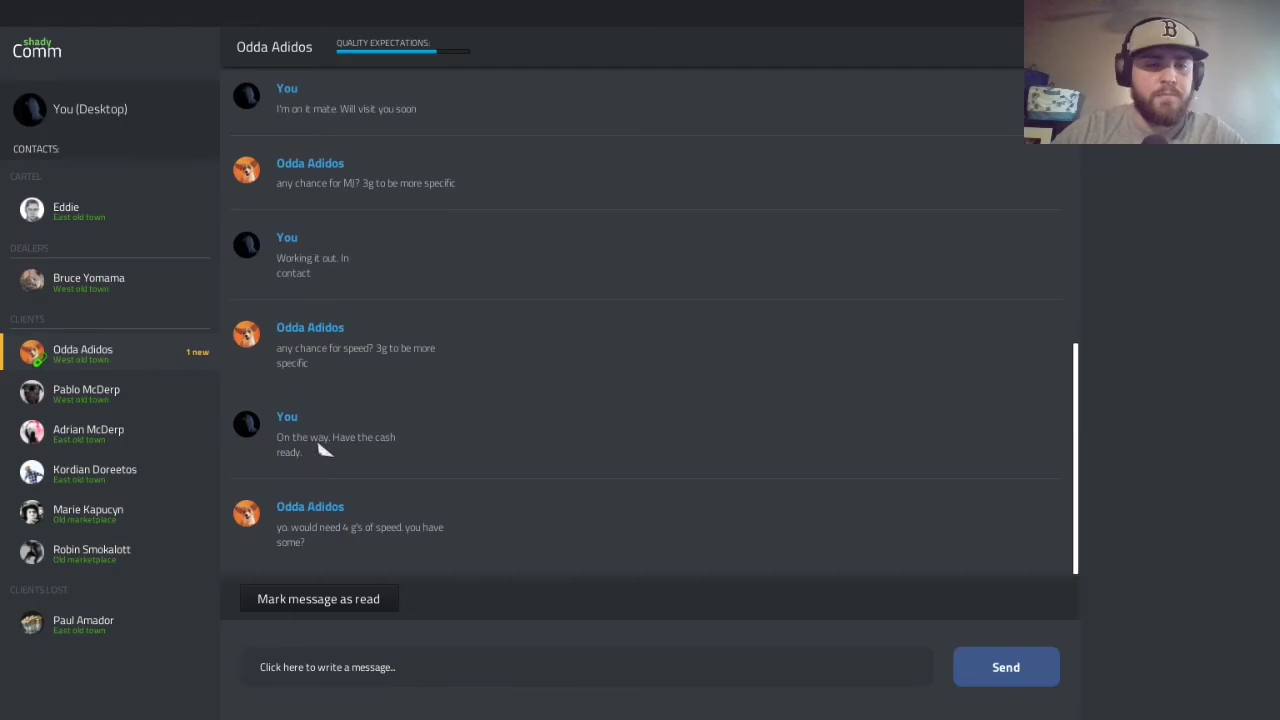 shady
Comm
You (Desktop)
CONTACTS:
CARTEL
Eddie
East old town
DEALERS
Bruce Yomama
West old town
CLIENTS
Odda Adidos
West old town
1 new
Pablo McDerp
West old town
Adrian McDerp
East old town
Kordian Doreetos
East old town
Marie Kapucyn
Old marketplace
Robin Smokalott
Old marketplace
CLIENTS LOST
Paul Amador
East old town
Odda Adidos
QUALITY EXPECTATIONS:
You
I'm on it mate. Will visit you soon
Odda Adidos
any chance for MJ? 3g to be more specific
You
Working it out. In
contact
Odda Adidos
any chance for speed? 3g to be more
specific
You
On the way. Have the cash
ready.
Odda Adidos
yo. would need 4 g's of speed. you have
some?
Mark message as read
Click here to write a message..
Send
B